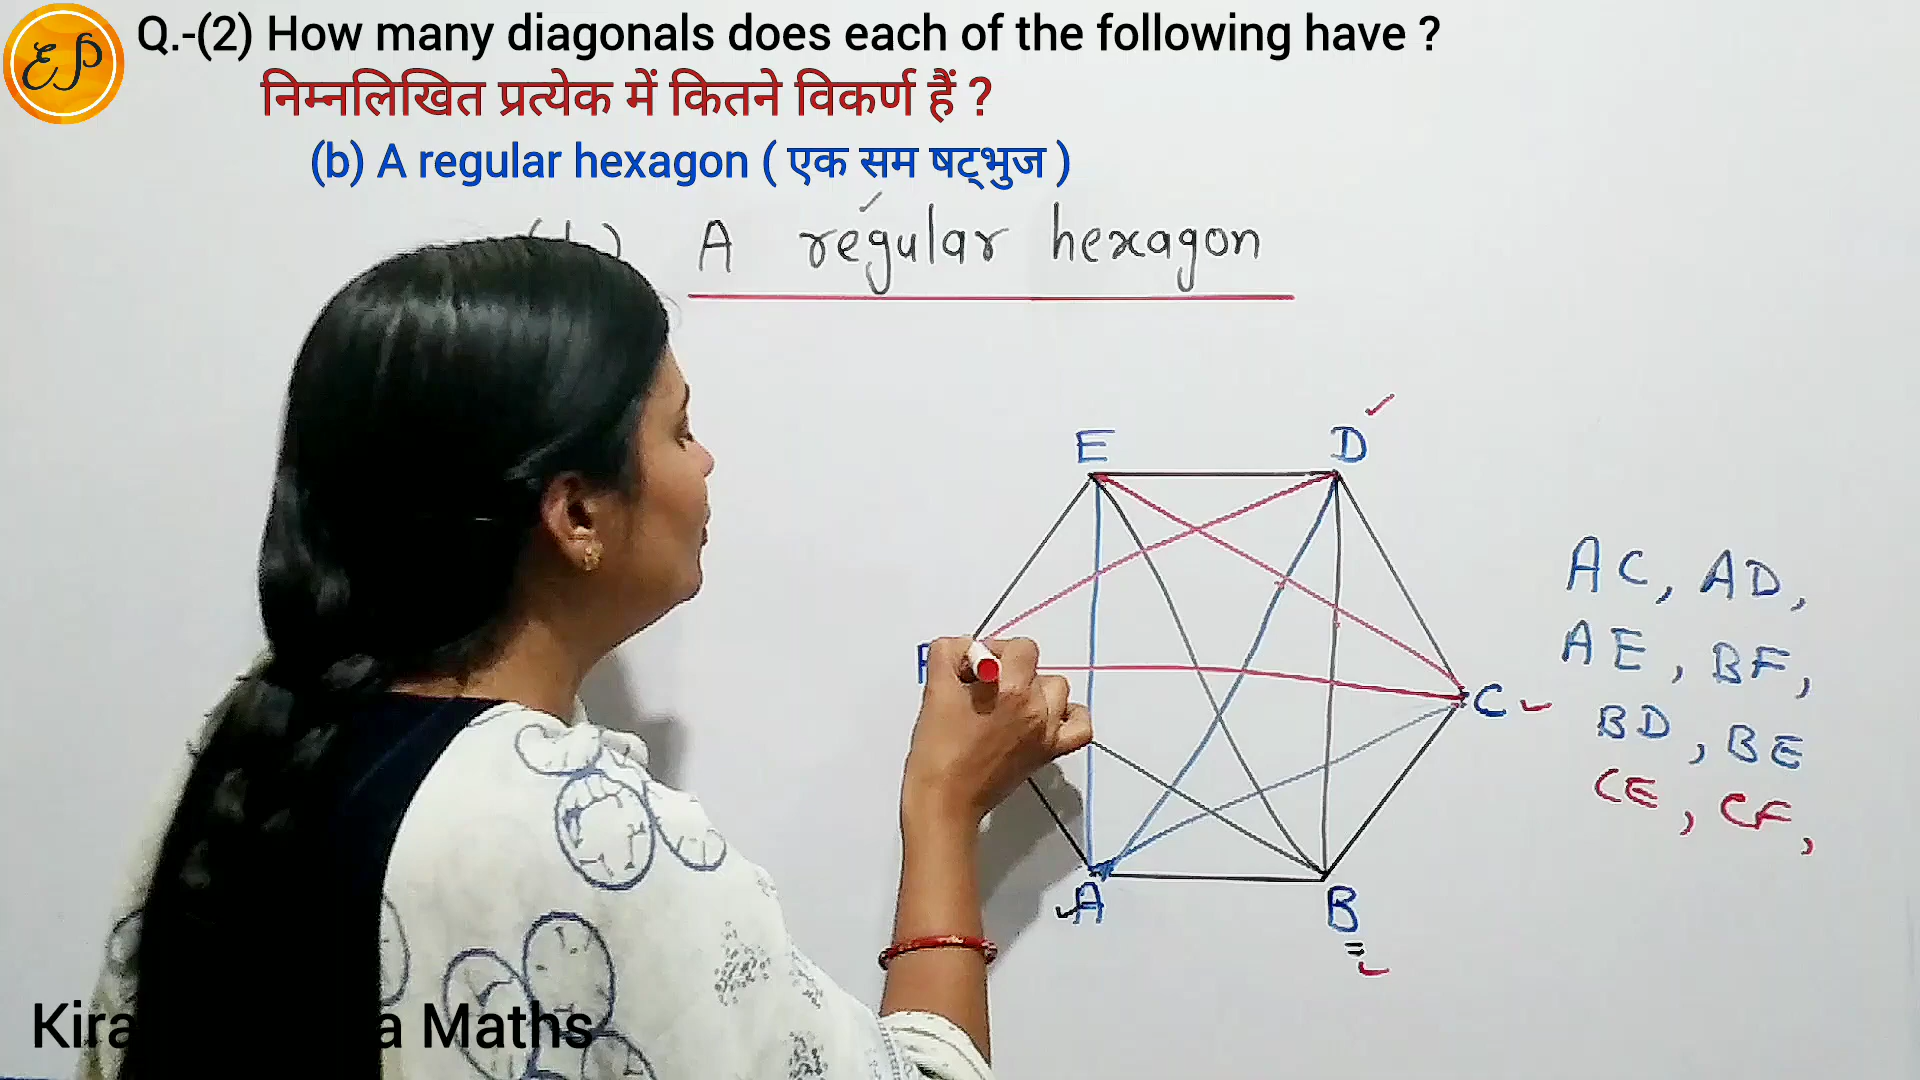 EP
Q.-(2) How many diagonals does each of the following have ?
निम्नलिखित प्रत्येक में कितने विकर्ण हैं ?
(b) A regular hexagon ( एक सम षट्भुज )
A regular hexagon
E D
C
A B
AC, AD,
AE, BF,
BD, BE
CE, CF,
Maths